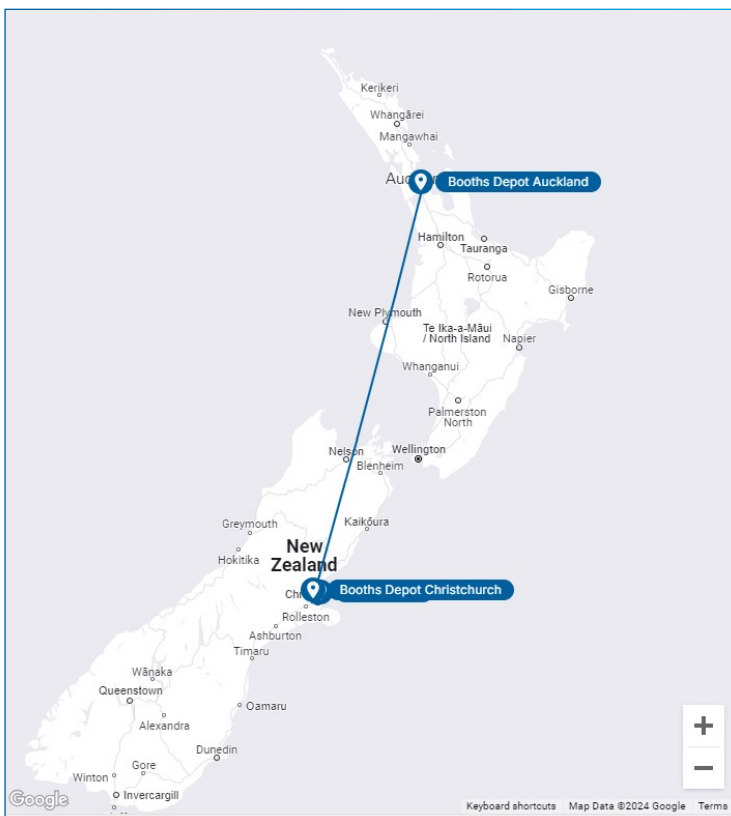 Kerikeri
Whangārei
Mangawhai
Booths Depot Auckland
Hamilton
Tauranga
Rotorua
Gisborne
New Plymouth
Te Ika-a-Māui
/ North Island
Napier
Whanganui
Palmerston
North
Nelson
Wellington
Blenheim
Greymouth
Kaikōura
New
Zealand
Hokitika
Booths Depot Christchurch
Rolleston
Ashburton
Timaru
Wānaka
Queenstown
Oamaru
Alexandra
Dunedin
Gore
Winton
Invercargill
+
−
Google
Keyboard shortcuts Map Data ©2024 Google Terms